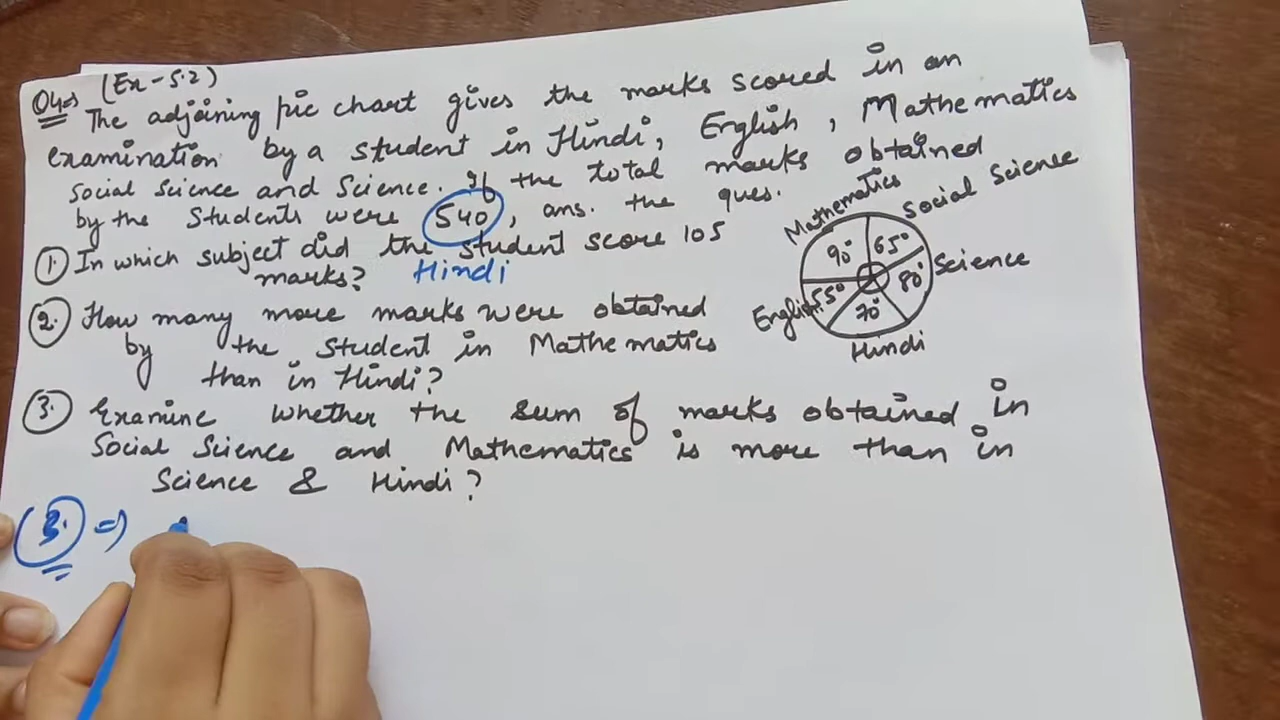 (Ex-5.2)
Q4⇒ The adjoining pie chart gives the marks scored in an
examination by a student in Hindi, English, Mathematics
Social Science and Science. If the total marks obtained
by the students were 540, ans. the ques.
① In which subject did the student score 105
marks? Hindi
② How many more marks were obtained
by the student in Mathematics
than in Hindi?
③ Examine whether the sum of marks obtained in
Social Science and Mathematics is more than in
Science & Hindi?
③ ⇒
Mathematics
Social Science
90°
65°
Science
80°
English
55°
70°
Hindi